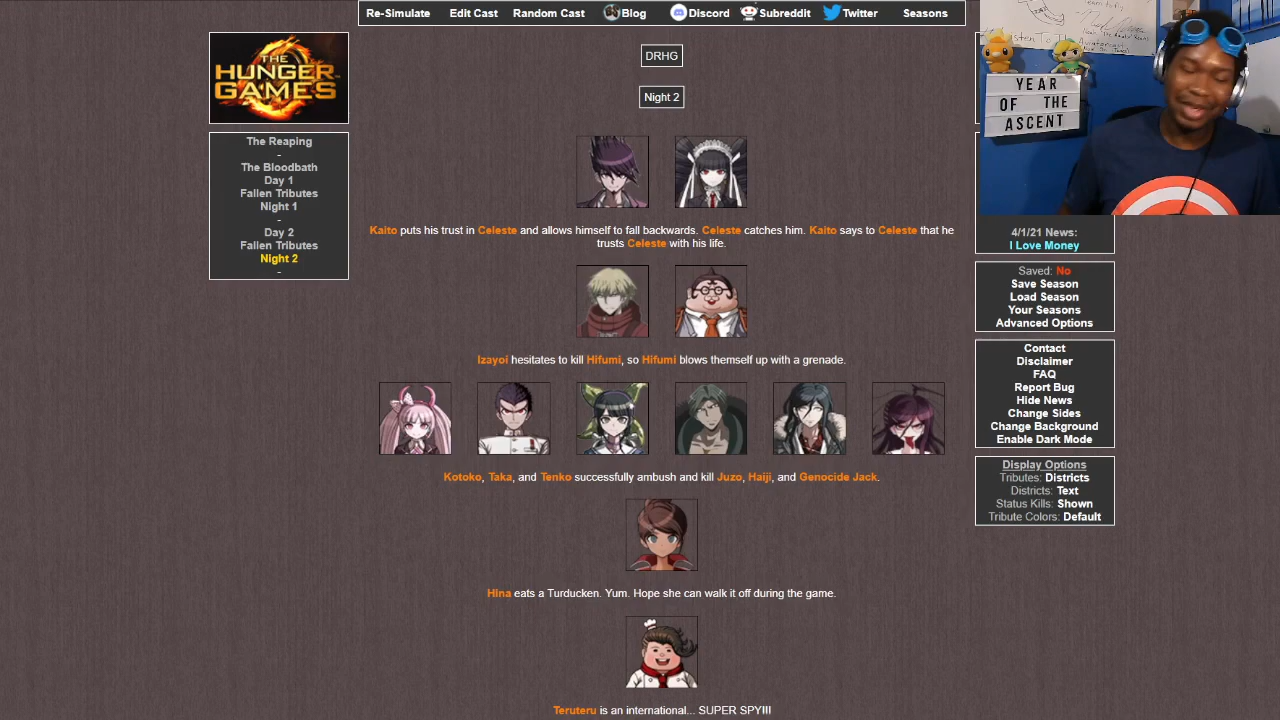 Re-Simulate Edit Cast Random Cast Blog Discord Subreddit Twitter Seasons
THE
HUNGER
GAMES
DRHG
Night 2
The Reaping
-
The Bloodbath
Day 1
Fallen Tributes
Night 1
-
Day 2
Fallen Tributes
Night 2
-
Kaito puts his trust in Celeste and allows himself to fall backwards. Celeste catches him. Kaito says to Celeste that he
trusts Celeste with his life.
Izayoi hesitates to kill Hifumi, so Hifumi blows themself up with a grenade.
Kotoko, Taka, and Tenko successfully ambush and kill Juzo, Haiji, and Genocide Jack.
Hina eats a Turducken. Yum. Hope she can walk it off during the game.
Teruteru is an international... SUPER SPY!!!
YEAR
OF THE
ASCENT
4/1/21 News:
I Love Money
Saved: No
Save Season
Load Season
Your Seasons
Advanced Options
Contact
Disclaimer
FAQ
Report Bug
Hide News
Change Sides
Change Background
Enable Dark Mode
Display Options
Tributes: Districts
Districts: Text
Status Kills: Shown
Tribute Colors: Default